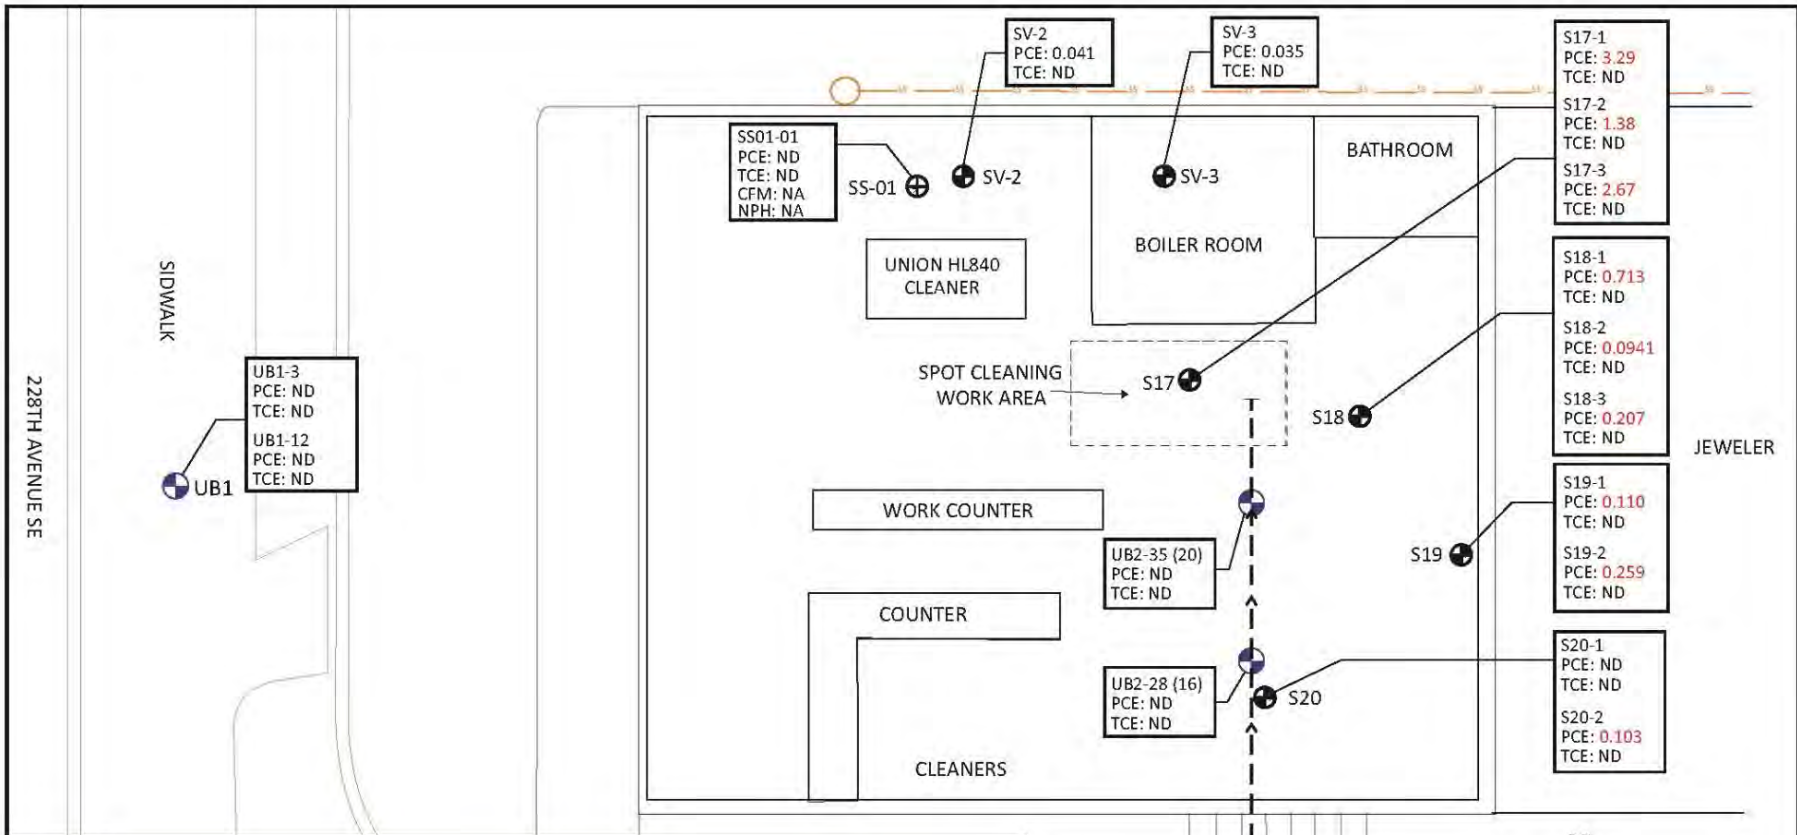 SV-2
PCE: 0.041
TCE: ND
SV-3
PCE: 0.035
TCE: ND
S17-1
PCE: 3.29
TCE: ND
S17-2
PCE: 1.38
TCE: ND
S17-3
PCE: 2.67
TCE: ND
SS01-01
PCE: ND
TCE: ND
CFM: NA
NPH: NA
SS-01
SV-2
SV-3
BATHROOM
BOILER ROOM
UNION HL840
CLEANER
S18-1
PCE: 0.713
TCE: ND
S18-2
PCE: 0.0941
TCE: ND
S18-3
PCE: 0.207
TCE: ND
SIDWALK
228TH AVENUE SE
UB1-3
PCE: ND
TCE: ND
UB1-12
PCE: ND
TCE: ND
UB1
SPOT CLEANING
WORK AREA
S17
S18
JEWELER
WORK COUNTER
S19-1
PCE: 0.110
TCE: ND
S19-2
PCE: 0.259
TCE: ND
S19
UB2-35 (20)
PCE: ND
TCE: ND
COUNTER
S20-1
PCE: ND
TCE: ND
S20-2
PCE: 0.103
TCE: ND
UB2-28 (16)
PCE: ND
TCE: ND
S20
CLEANERS